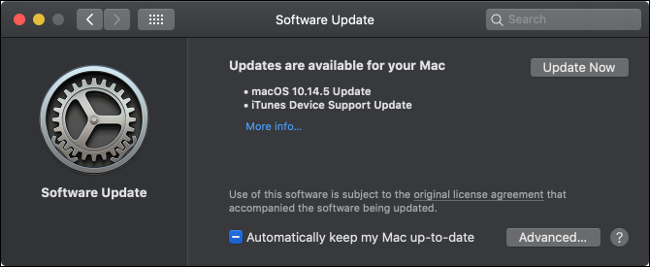 Software Update
Search
Updates are available for your Mac
Update Now
• macOS 10.14.5 Update
• iTunes Device Support Update
More info...
Software Update
Use of this software is subject to the original license agreement that
accompanied the software being updated.
Automatically keep my Mac up-to-date
Advanced...
?